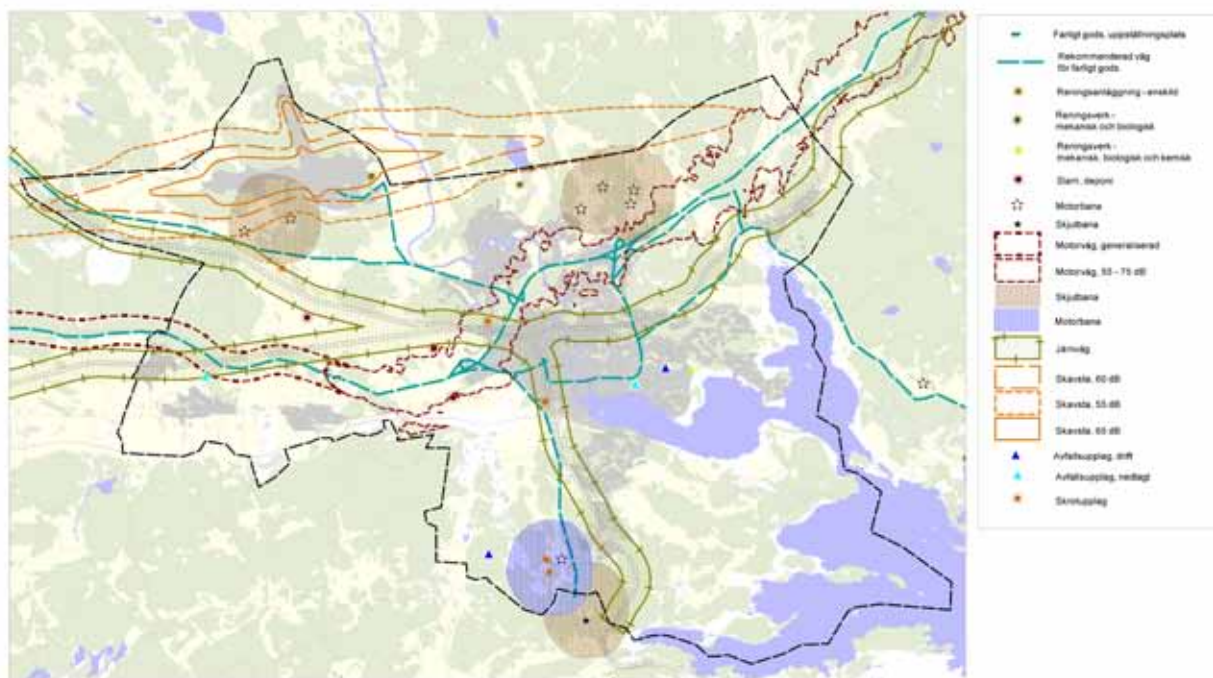 Farligt gods, uppställningsplats
Rekommenderad väg
för farligt gods.
Reningsanläggning - enskild
Reningsverk -
mekanisk och biologisk
Reningsverk -
mekanisk, biologisk och kemisk
Slam, deponi
Motorbana
Skjutbana
Motorväg, generaliserad
Motorväg, 55 - 75 dB
Skjutbana
Motorbana
Järnväg
Skavsta, 60 dB
Skavsta, 55 dB
Skavsta, 65 dB
Avfallsupplag, drift
Avfallsupplag, nedlagt
Skrotupplag